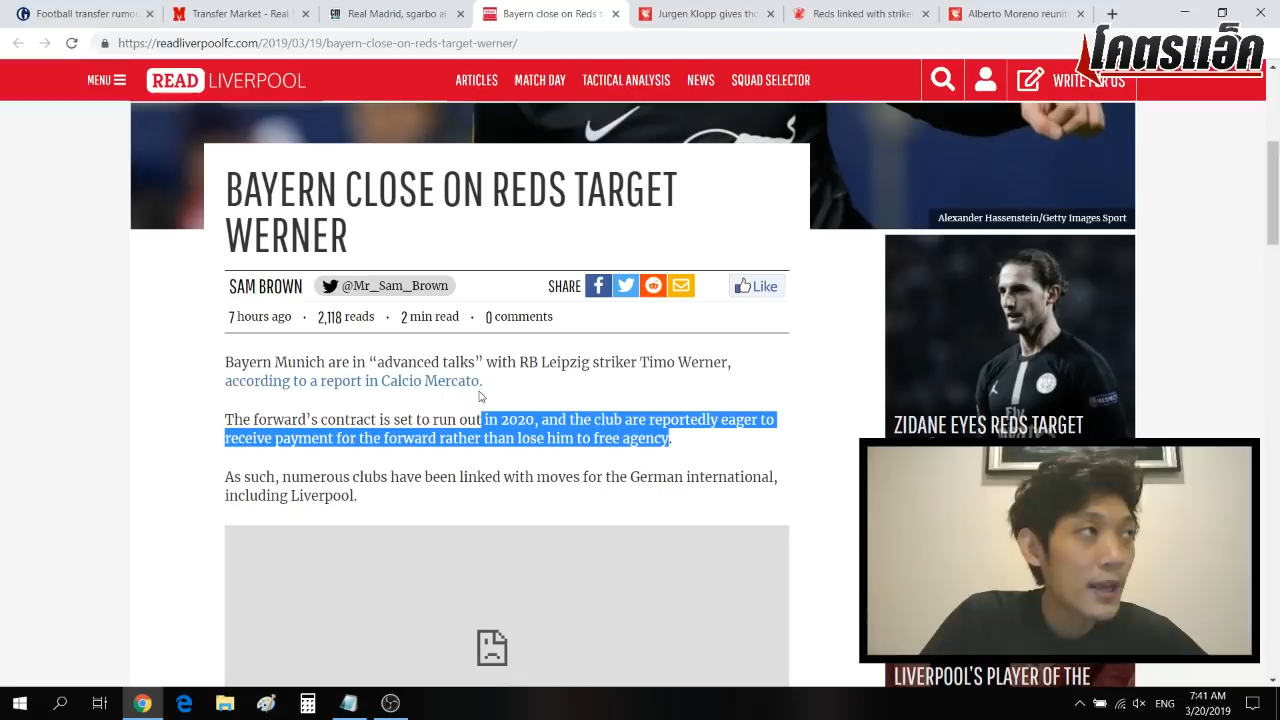 Football transfer rumou
Transfer Market - Real
Real Madrid, sgarbo al
Bayern close on Reds ta
Jurgen Klopp gives tho
Reds linked with strike
Alberto Moreno reunit
https://readliverpoolfc.com/2019/03/19/bayern-close-on-reds-target-werner/
โคตรแอ็ค
MENU
READ LIVERPOOL
ARTICLES
MATCH DAY
TACTICAL ANALYSIS
NEWS
SQUAD SELECTOR
WRITE FOR US
Alexander Hassenstein/Getty Images Sport
BAYERN CLOSE ON REDS TARGET
WERNER
SAM BROWN
@Mr_Sam_Brown
SHARE
Like
7 hours ago · 2,118 reads · 2 min read · 0 comments
Bayern Munich are in “advanced talks” with RB Leipzig striker Timo Werner,
according to a report in Calcio Mercato.
The forward’s contract is set to run out in 2020, and the club are reportedly eager to
receive payment for the forward rather than lose him to free agency.
As such, numerous clubs have been linked with moves for the German international,
including Liverpool.
ZIDANE EYES REDS TARGET
LIVERPOOL'S PLAYER OF THE
ENG
7:41 AM
3/20/2019